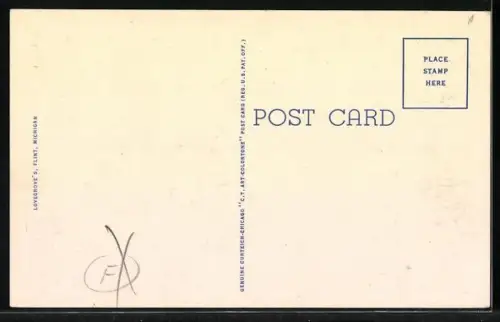 LOVEGROVE'S, FLINT, MICHIGAN
GENUINE CURTEICH-CHICAGO "C.T. ART-COLORTONE" POST CARD (REG. U.S. PAT. OFF.)
POST CARD
PLACE
STAMP
HERE
F